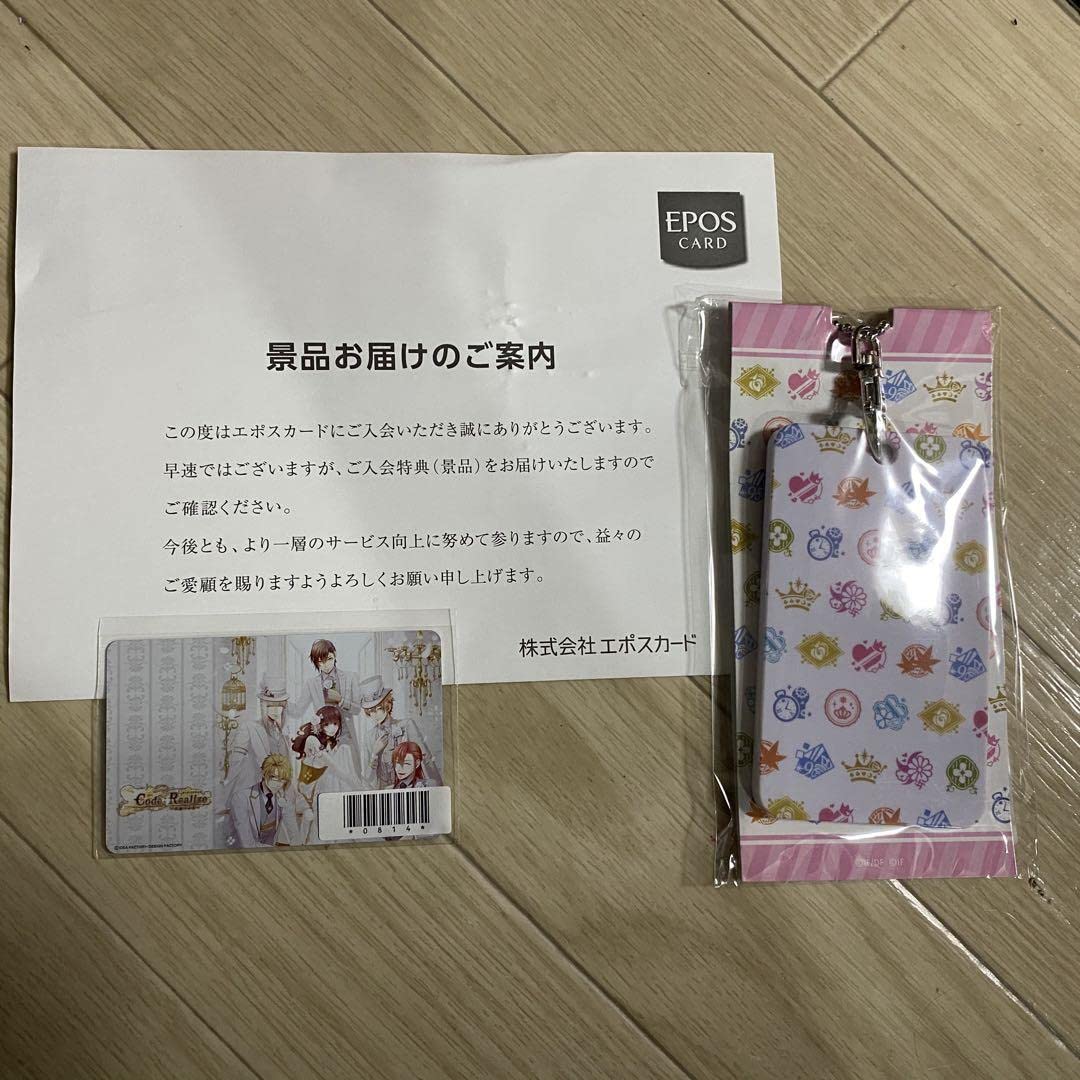 EPOS
CARD
景品お届けのご案内
この度はエポスカードにご入会いただき誠にありがとうございます。
早速ではございますが、ご入会特典（景品）をお届けいたしますので
ご確認ください。
今後とも、より一層のサービス向上に努めて参りますので、益々の
ご愛顧を賜りますようよろしくお願い申し上げます。
株式会社 エポスカード
Code:Realize
*0814*
©IDEA FACTORY/DESIGN FACTORY
©IF/DF ©IF